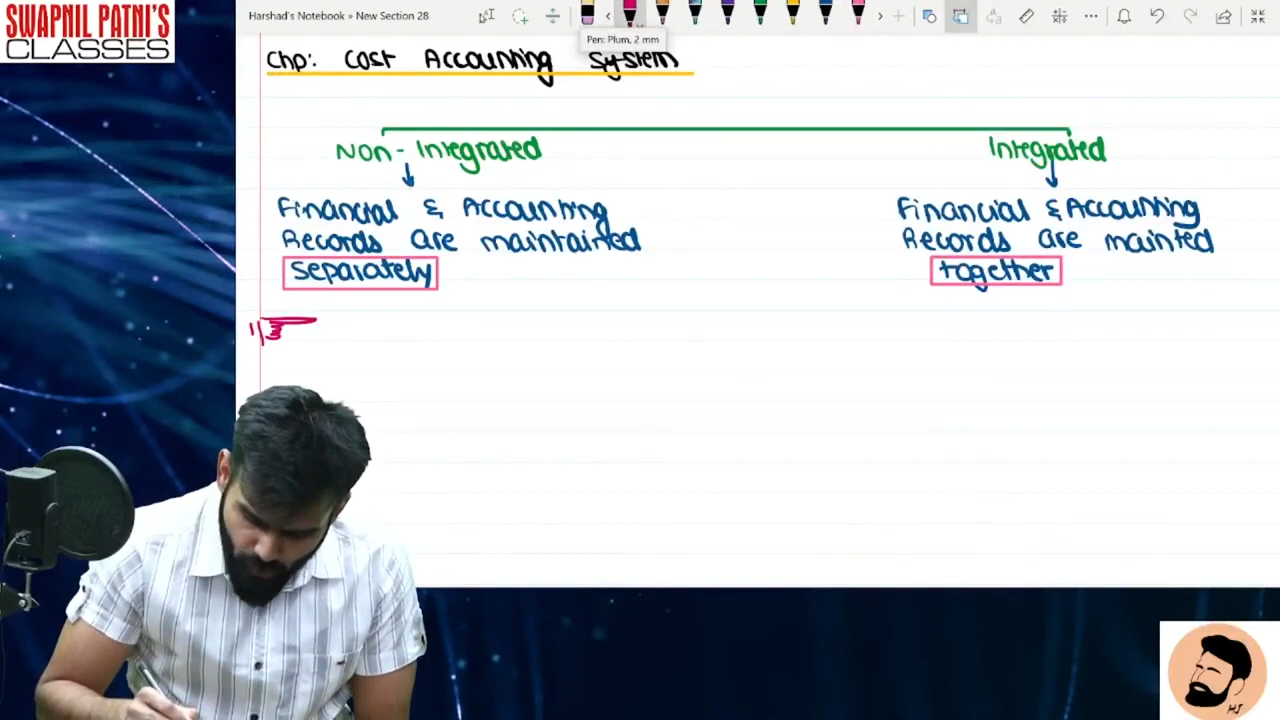 SWAPNIL PATNI'S
CLASSES
Harshad's Notebook » New Section 28
Pen: Plum, 2 mm
Chp: Cost Accounting System
Non - Integrated
Integrated
Financial & Accounting
Records are maintained
separately
Financial & Accounting
Records are mainted
together
HJ